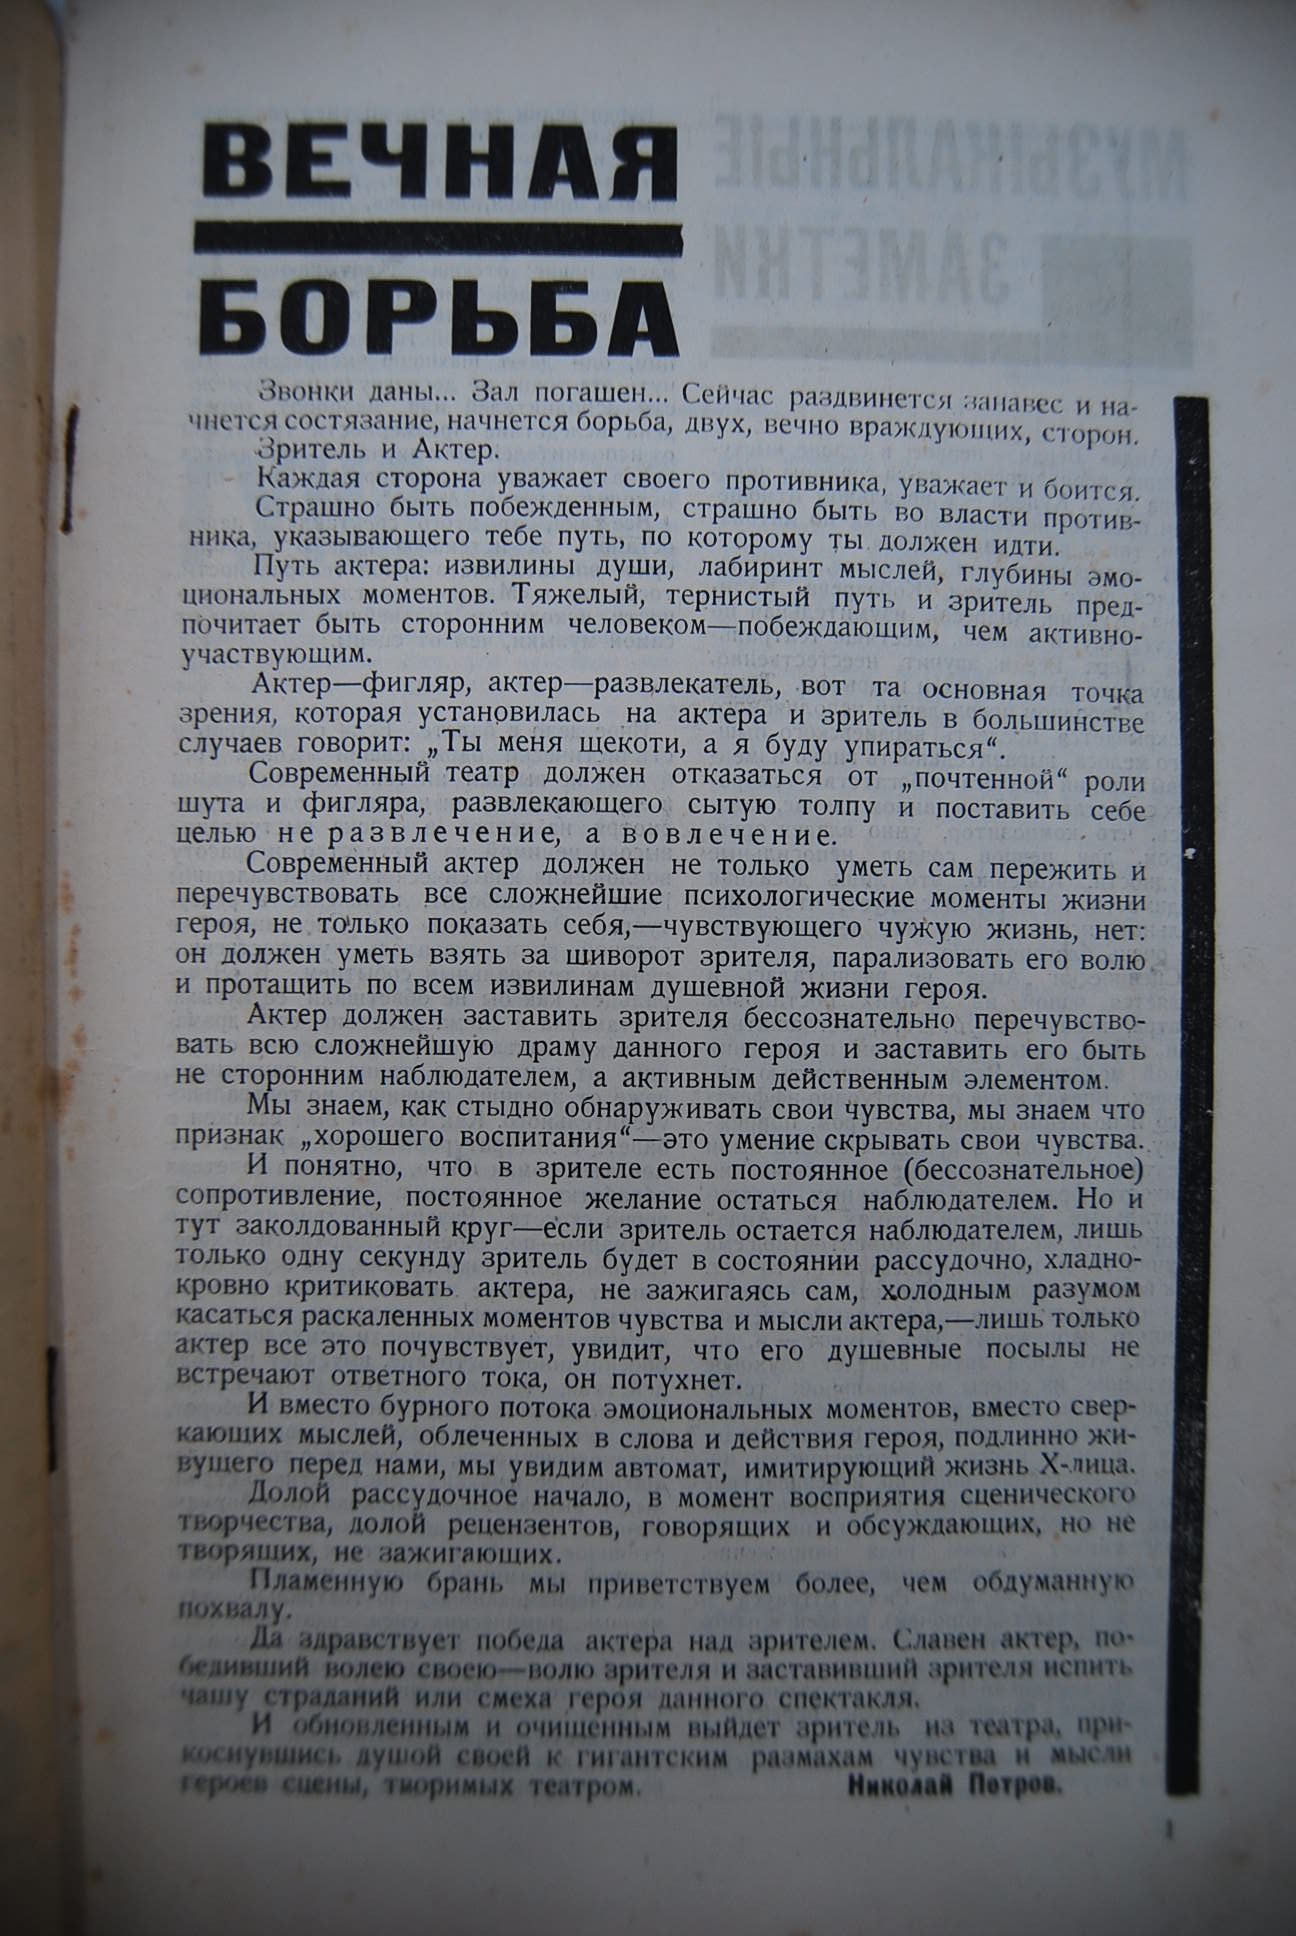 ВЕЧНАЯ
БОРЬБА
Звонки даны... Зал погашен... Сейчас раздвинется занавес и на-
чнется состязание, начнется борьба, двух, вечно враждующих, сторон.
Зритель и Актер.
Каждая сторона уважает своего противника, уважает и боится.
Страшно быть побежденным, страшно быть во власти против-
ника, указывающего тебе путь, по которому ты должен идти.
Путь актера: извилины души, лабиринт мыслей, глубины эмо-
циональных моментов. Тяжелый, тернистый путь и зритель пред-
почитает быть сторонним человеком—побеждающим, чем активно-
участвующим.
Актер—фигляр, актер—развлекатель, вот та основная точка
зрения, которая установилась на актера и зритель в большинстве
случаев говорит: „Ты меня щекоти, а я буду упираться“.
Современный театр должен отказаться от „почтенной“ роли
шута и фигляра, развлекающего сытую толпу и поставить себе
целью не развлечение, а вовлечение.
Современный актер должен не только уметь сам пережить и
перечувствовать все сложнейшие психологические моменты жизни
героя, не только показать себя,—чувствующего чужую жизнь, нет:
он должен уметь взять за шиворот зрителя, парализовать его волю
и протащить по всем извилинам душевной жизни героя.
Актер должен заставить зрителя бессознательно перечувство-
вать всю сложнейшую драму данного героя и заставить его быть
не сторонним наблюдателем, а активным действенным элементом.
Мы знаем, как стыдно обнаруживать свои чувства, мы знаем что
признак „хорошего воспитания“—это умение скрывать свои чувства.
И понятно, что в зрителе есть постоянное (бессознательное)
сопротивление, постоянное желание остаться наблюдателем. Но и
тут заколдованный круг—если зритель остается наблюдателем, лишь
только одну секунду зритель будет в состоянии рассудочно, хладно-
кровно критиковать актера, не зажигаясь сам, холодным разумом
касаться раскаленных моментов чувства и мысли актера,—лишь только
актер все это почувствует, увидит, что его душевные посылы не
встречают ответного тока, он потухнет.
И вместо бурного потока эмоциональных моментов, вместо свер-
кающих мыслей, облеченных в слова и действия героя, подлинно жи-
вущего перед нами, мы увидим автомат, имитирующий жизнь X-лица.
Долой рассудочное начало, в момент восприятия сценического
творчества, долой рецензентов, говорящих и обсуждающих, но не
творящих, не зажигающих.
Пламенную брань мы приветствуем более, чем обдуманную
похвалу.
Да здравствует победа актера над зрителем. Славен актер, по-
бедивший волею своею—волю зрителя и заставивший зрителя испить
чашу страданий или смеха героя данного спектакля.
И обновленным и очищенным выйдет зритель из театра, при-
коснувшись душой своей к гигантским размахам чувства и мысли
героев сцены, творимых театром. Николай Петров.
1